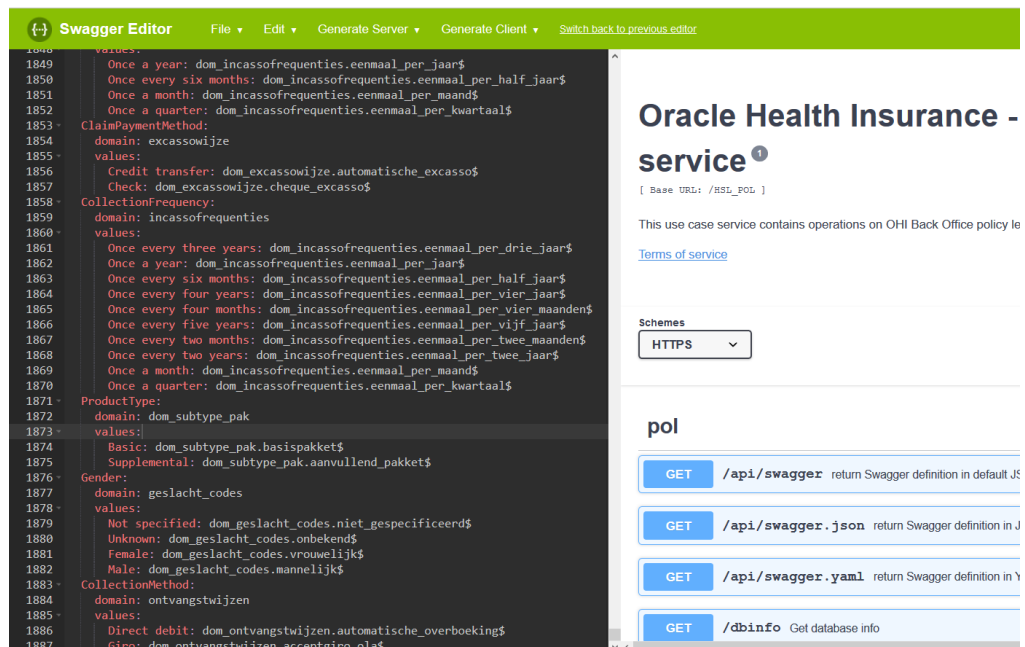 Swagger Editor File Edit Generate Server Generate Client Switch back to previous editor
1848 values:
1849 Once a year: dom_incassofrequenties.eenmaal_per_jaar$
1850 Once every six months: dom_incassofrequenties.eenmaal_per_half_jaar$
1851 Once a month: dom_incassofrequenties.eenmaal_per_maand$
1852 Once a quarter: dom_incassofrequenties.eenmaal_per_kwartaal$
1853 ClaimPaymentMethod:
1854 domain: excassowijze
1855 values:
1856 Credit transfer: dom_excassowijze.automatische_excasso$
1857 Check: dom_excassowijze.cheque_excasso$
1858 CollectionFrequency:
1859 domain: incassofrequenties
1860 values:
1861 Once every three years: dom_incassofrequenties.eenmaal_per_drie_jaar$
1862 Once a year: dom_incassofrequenties.eenmaal_per_jaar$
1863 Once every six months: dom_incassofrequenties.eenmaal_per_half_jaar$
1864 Once every four years: dom_incassofrequenties.eenmaal_per_vier_jaar$
1865 Once every four months: dom_incassofrequenties.eenmaal_per_vier_maanden$
1866 Once every five years: dom_incassofrequenties.eenmaal_per_vijf_jaar$
1867 Once every two months: dom_incassofrequenties.eenmaal_per_twee_maanden$
1868 Once every two years: dom_incassofrequenties.eenmaal_per_twee_jaar$
1869 Once a month: dom_incassofrequenties.eenmaal_per_maand$
1870 Once a quarter: dom_incassofrequenties.eenmaal_per_kwartaal$
1871 ProductType:
1872 domain: dom_subtype_pak
1873 values:
1874 Basic: dom_subtype_pak.basispakket$
1875 Supplemental: dom_subtype_pak.aanvullend_pakket$
1876 Gender:
1877 domain: geslacht_codes
1878 values:
1879 Not specified: dom_geslacht_codes.niet_gespecificeerd$
1880 Unknown: dom_geslacht_codes.onbekend$
1881 Female: dom_geslacht_codes.vrouwelijk$
1882 Male: dom_geslacht_codes.mannelijk$
1883 CollectionMethod:
1884 domain: ontvangstwijzen
1885 values:
1886 Direct debit: dom_ontvangstwijzen.automatische_overboeking$
1887 Giro: dom_ontvangstwijzen.acceptgiro_ola$
Oracle Health Insurance -
service 1
[ Base URL: /HSL_POL ]
This use case service contains operations on OHI Back Office policy le
Terms of service
Schemes
HTTPS
pol
GET /api/swagger return Swagger definition in default JS
GET /api/swagger.json return Swagger definition in J
GET /api/swagger.yaml return Swagger definition in Y
GET /dbinfo Get database info